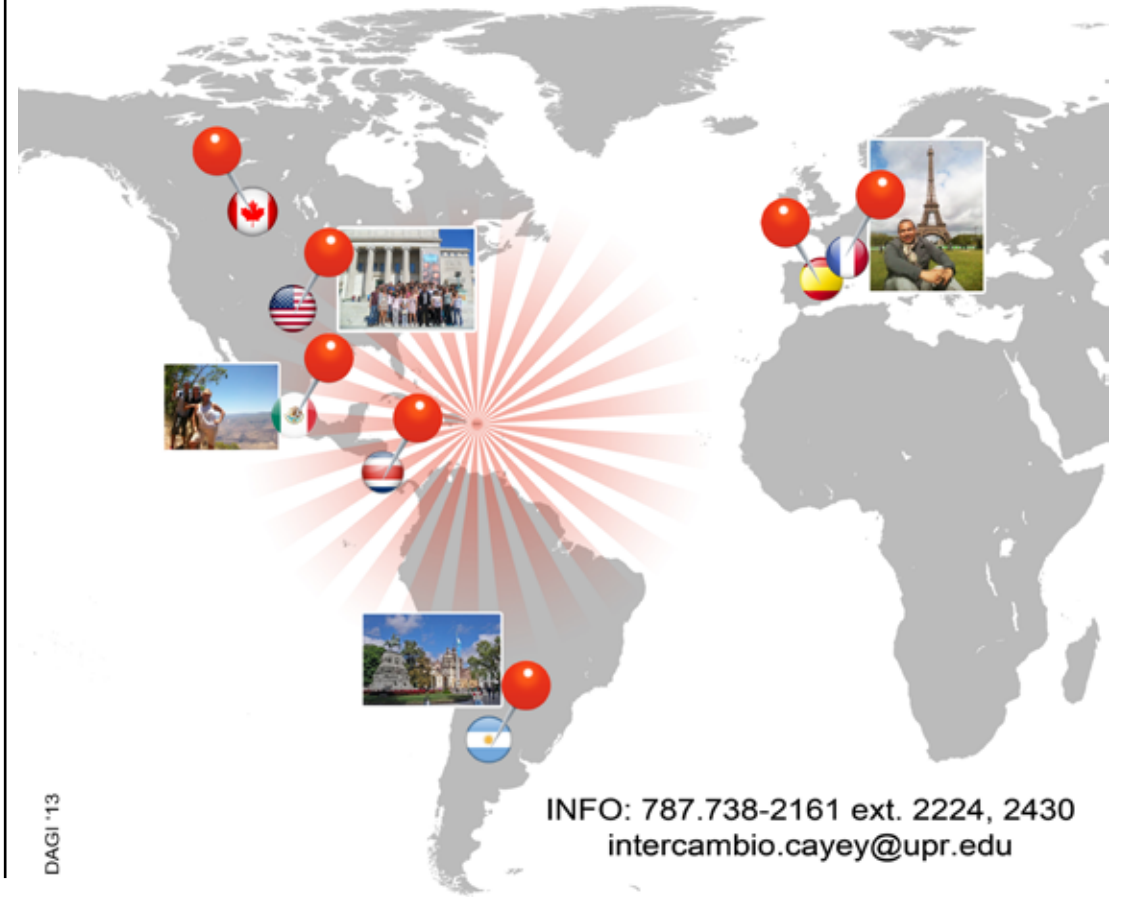 INFO: 787.738-2161 ext. 2224, 2430
intercambio.cayey@upr.edu
DAGI '13